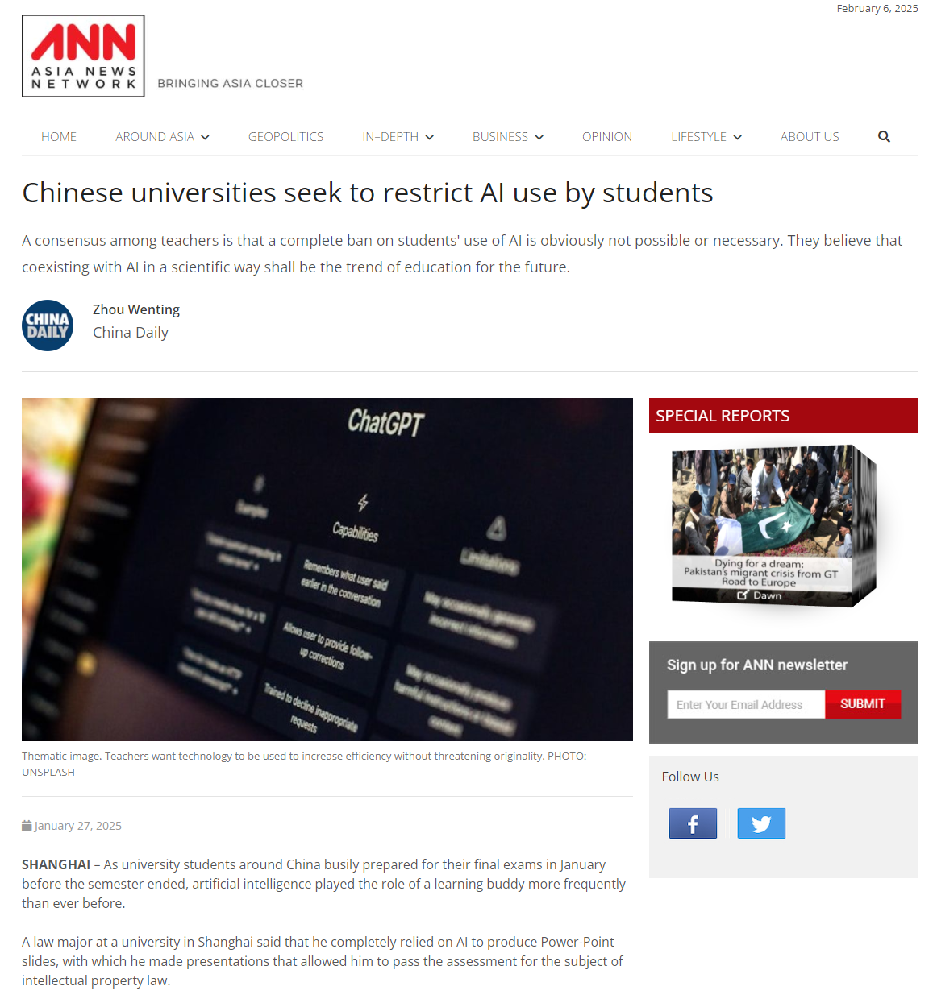 February 6, 2025
ANN
ASIA NEWS
NETWORK
BRINGING ASIA CLOSER
HOME
AROUND ASIA
GEOPOLITICS
IN-DEPTH
BUSINESS
OPINION
LIFESTYLE
ABOUT US
Chinese universities seek to restrict AI use by students
A consensus among teachers is that a complete ban on students' use of AI is obviously not possible or necessary. They believe that
coexisting with AI in a scientific way shall be the trend of education for the future.
CHINA
DAILY
Zhou Wenting
China Daily
ChatGPT
Examples
Capabilities
Limitations
Remembers what user said
earlier in the conversation
Allows user to provide follow-
up corrections
Trained to decline inappropriate
requests
May occasionally generate
incorrect information
Thematic image. Teachers want technology to be used to increase efficiency without threatening originality. PHOTO:
UNSPLASH
January 27, 2025
SHANGHAI – As university students around China busily prepared for their final exams in January
before the semester ended, artificial intelligence played the role of a learning buddy more frequently
than ever before.
A law major at a university in Shanghai said that he completely relied on AI to produce Power-Point
slides, with which he made presentations that allowed him to pass the assessment for the subject of
intellectual property law.
SPECIAL REPORTS
Dying for a dream:
Pakistan's migrant crisis from GT
Road to Europe
Dawn
Sign up for ANN newsletter
Enter Your Email Address
SUBMIT
Follow Us